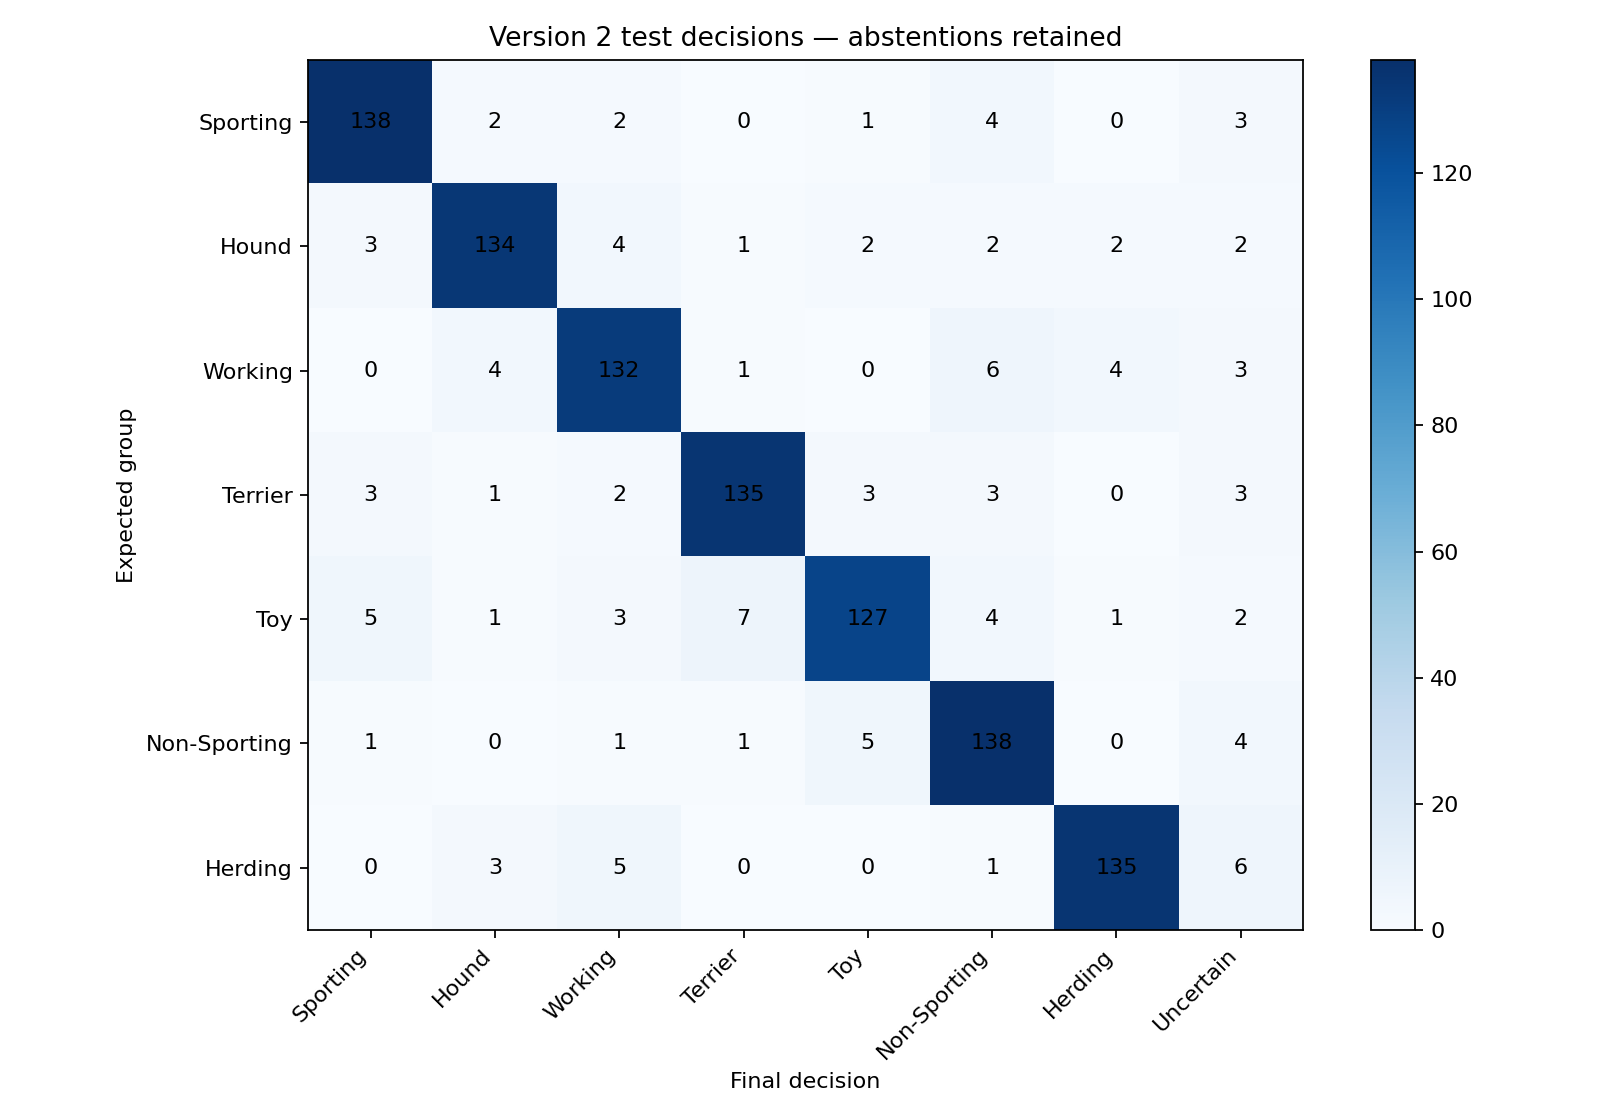 Version 2 test decisions — abstentions retained
Sporting 138 2 2 0 1 4 0 3
Hound 3 134 4 1 2 2 2 2
Working 0 4 132 1 0 6 4 3
Terrier 3 1 2 135 3 3 0 3
Toy 5 1 3 7 127 4 1 2
Non-Sporting 1 0 1 1 5 138 0 4
Herding 0 3 5 0 0 1 135 6
Expected group
Sporting Hound Working Terrier Toy Non-Sporting Herding Uncertain
Final decision
120
100
80
60
40
20
0